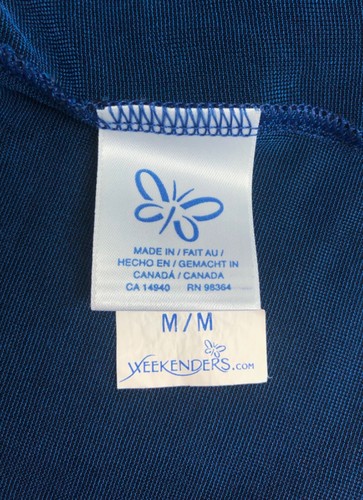 MADE IN / FAIT AU /
HECHO EN / GEMACHT IN
CANADÁ / CANADA
CA 14940 RN 98364
M/M
WEEKENDERS.COM